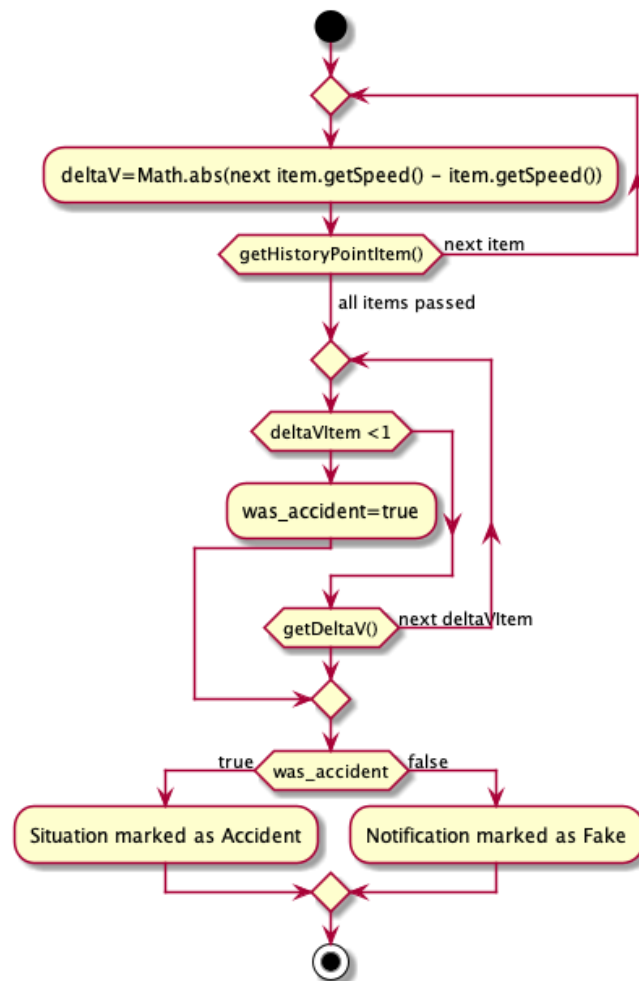 deltaV=Math.abs(next item.getSpeed() – item.getSpeed())
getHistoryPointItem()
next item
all items passed
deltaVItem <1
was_accident=true
getDeltaV()
next deltaVItem
true
was_accident
false
Situation marked as Accident
Notification marked as Fake